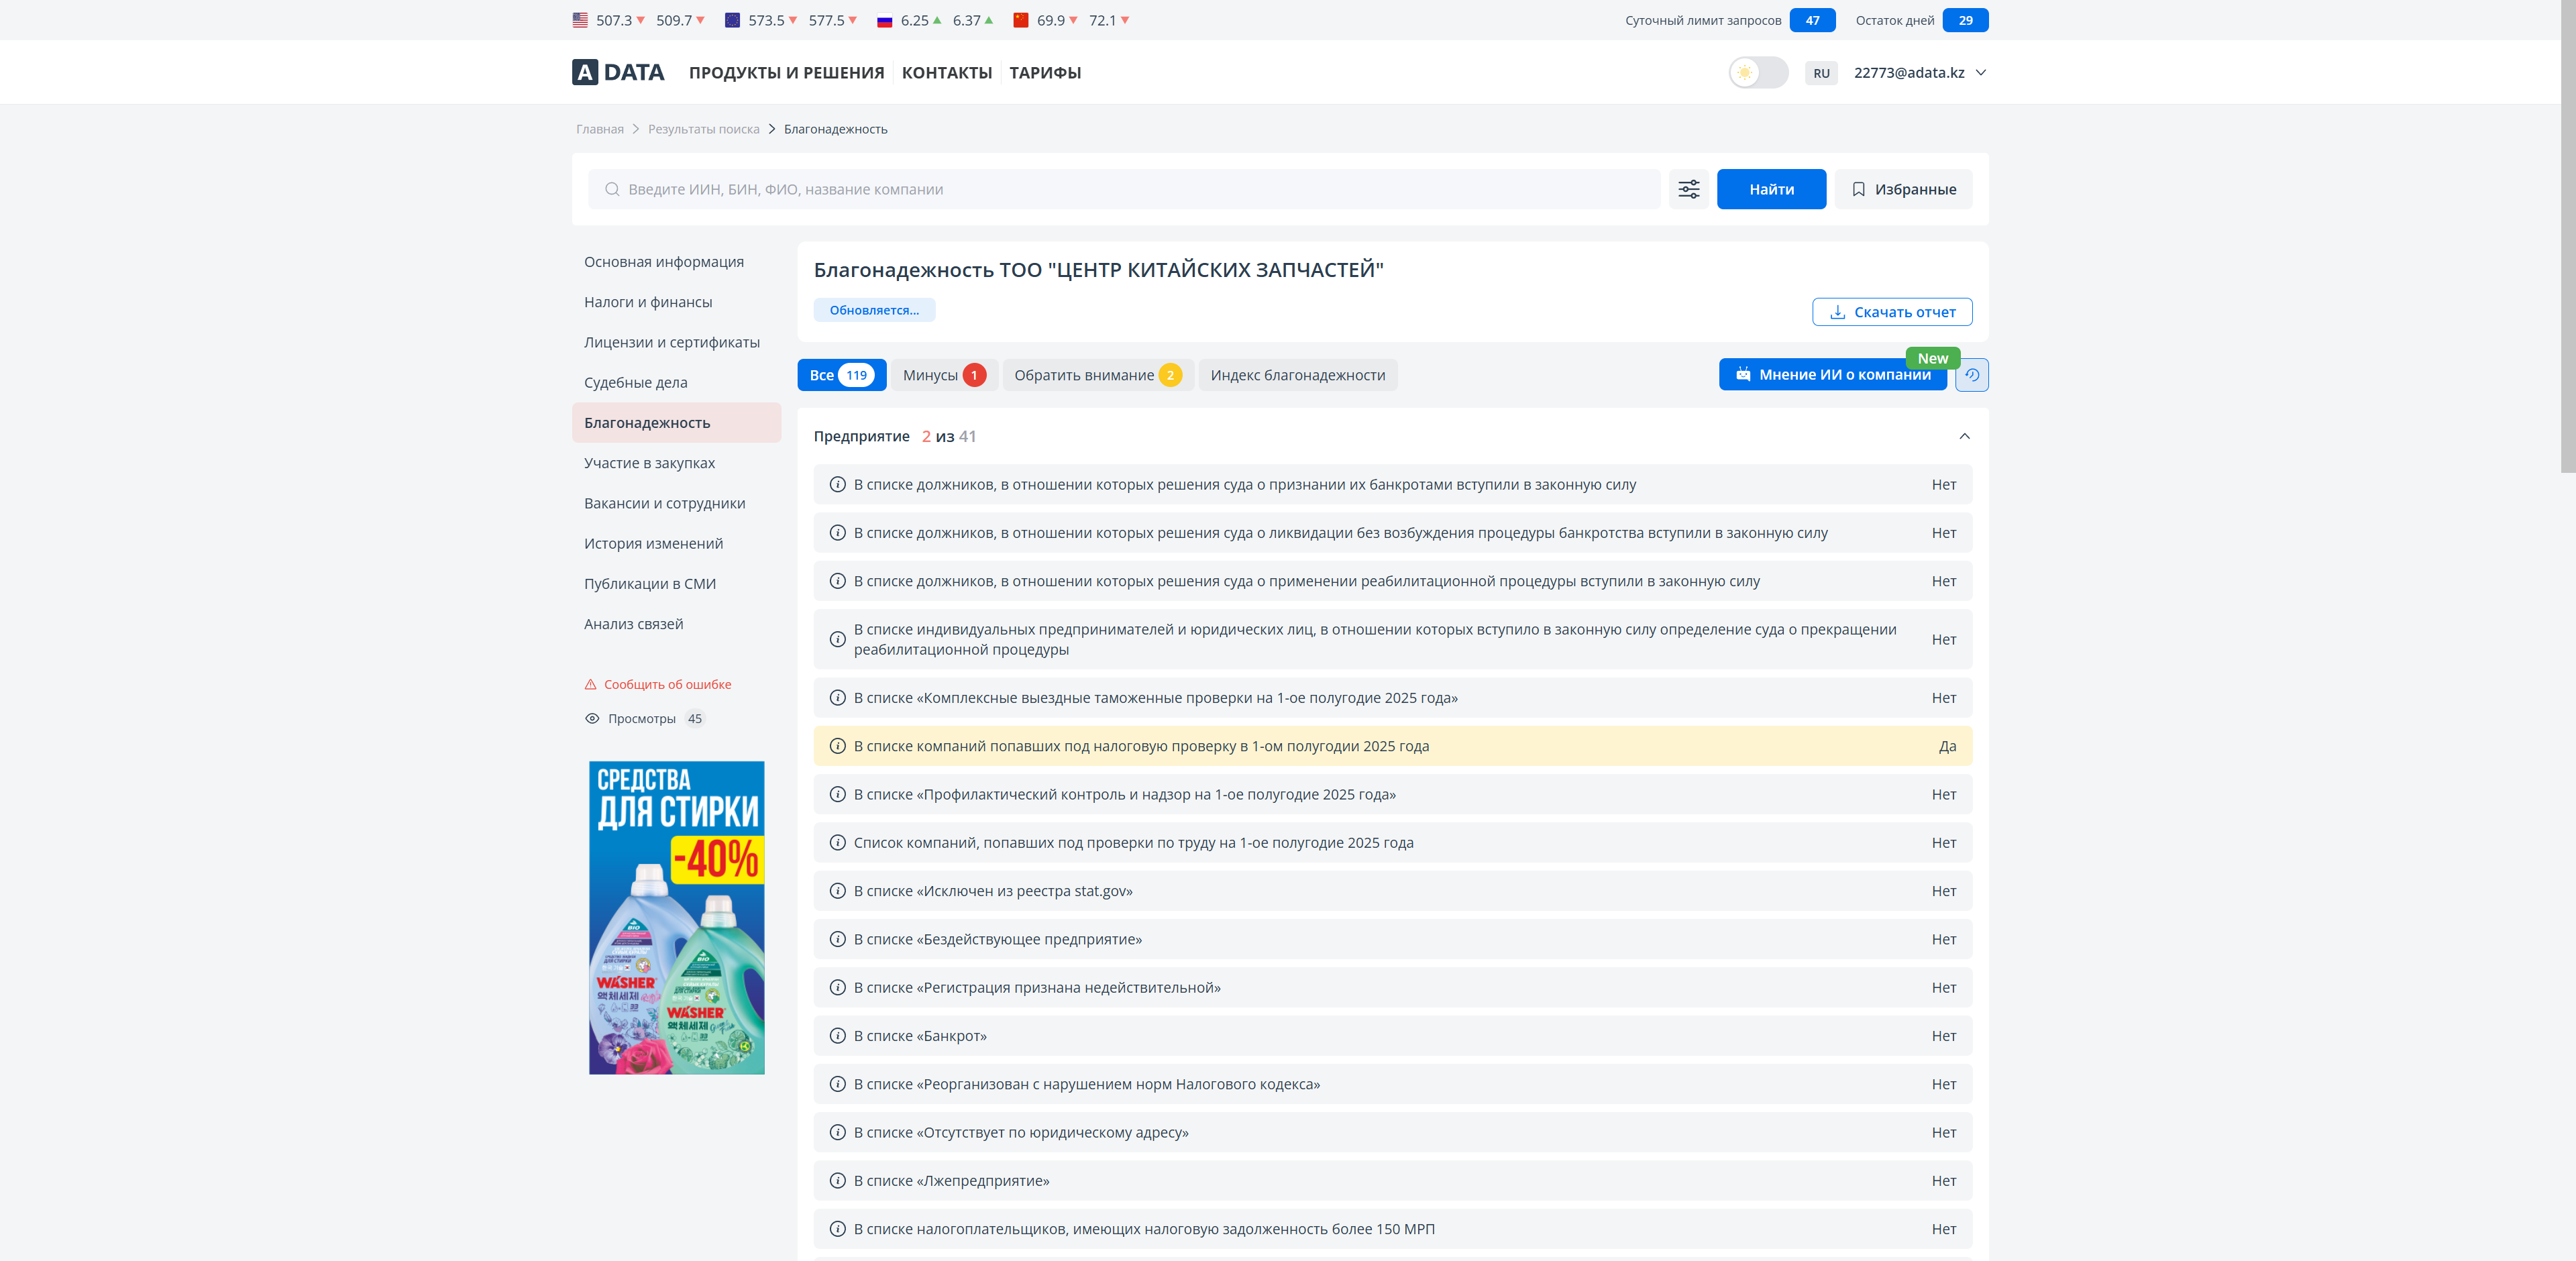 507.3 509.7 573.5 577.5 6.25 6.37 69.9 72.1 Суточный лимит запросов 47 Остаток дней 29
A DATA ПРОДУКТЫ И РЕШЕНИЯ КОНТАКТЫ ТАРИФЫ RU 22773@adata.kz
Главная Результаты поиска Благонадежность
Введите ИИН, БИН, ФИО, название компании Найти Избранные
Основная информация
Налоги и финансы
Лицензии и сертификаты
Судебные дела
Благонадежность
Участие в закупках
Вакансии и сотрудники
История изменений
Публикации в СМИ
Анализ связей
Сообщить об ошибке
Просмотры 45
СРЕДСТВА
ДЛЯ СТИРКИ
-40%
BIO
BIO
WASHER
액체세제
WASHER
액체세제
Благонадежность ТОО "ЦЕНТР КИТАЙСКИХ ЗАПЧАСТЕЙ"
Обновляется... Скачать отчет
New
Все 119 Минусы 1 Обратить внимание 2 Индекс благонадежности Мнение ИИ о компании
Предприятие 2 из 41
В списке должников, в отношении которых решения суда о признании их банкротами вступили в законную силу Нет
В списке должников, в отношении которых решения суда о ликвидации без возбуждения процедуры банкротства вступили в законную силу Нет
В списке должников, в отношении которых решения суда о применении реабилитационной процедуры вступили в законную силу Нет
В списке индивидуальных предпринимателей и юридических лиц, в отношении которых вступило в законную силу определение суда о прекращении
реабилитационной процедуры Нет
В списке «Комплексные выездные таможенные проверки на 1-ое полугодие 2025 года» Нет
В списке компаний попавших под налоговую проверку в 1-ом полугодии 2025 года Да
В списке «Профилактический контроль и надзор на 1-ое полугодие 2025 года» Нет
Список компаний, попавших под проверки по труду на 1-ое полугодие 2025 года Нет
В списке «Исключен из реестра stat.gov» Нет
В списке «Бездействующее предприятие» Нет
В списке «Регистрация признана недействительной» Нет
В списке «Банкрот» Нет
В списке «Реорганизован с нарушением норм Налогового кодекса» Нет
В списке «Отсутствует по юридическому адресу» Нет
В списке «Лжепредприятие» Нет
В списке налогоплательщиков, имеющих налоговую задолженность более 150 МРП Нет